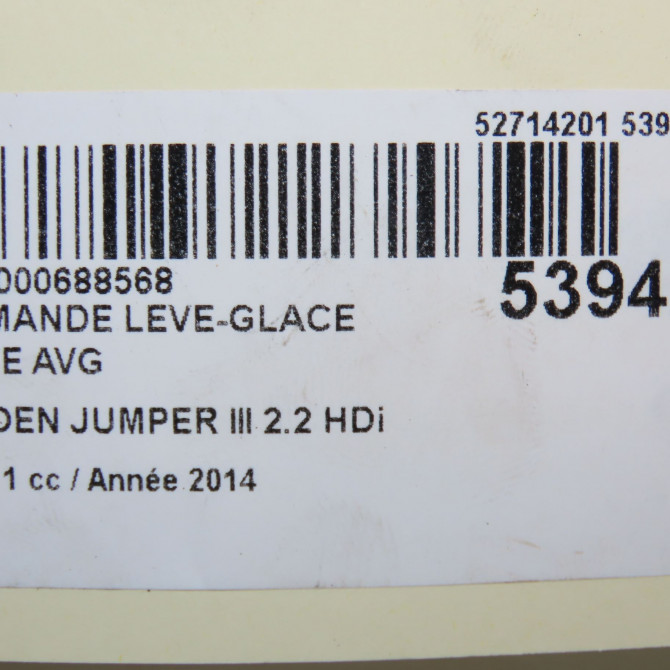 52714201 539
000688568
5394
MANDE LEVE-GLACE
E AVG
DEN JUMPER III 2.2 HDi
1 cc / Année 2014